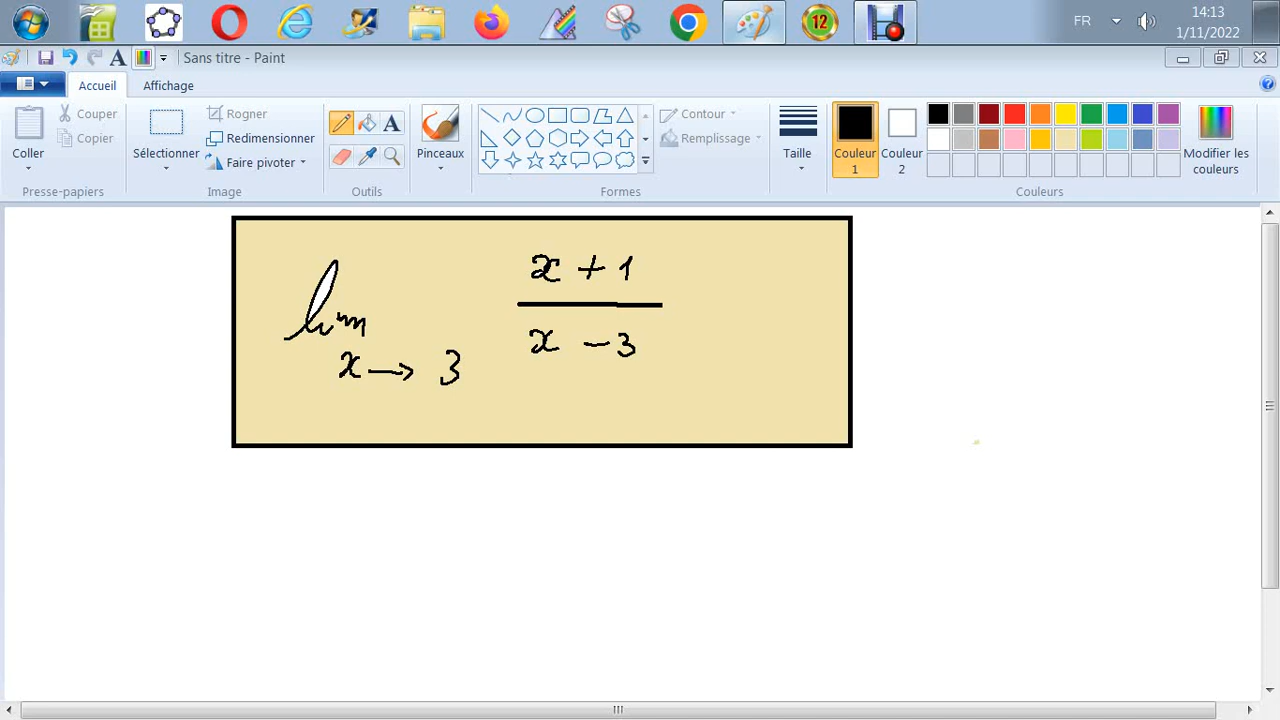 12
FR
14:13
1/11/2022
Sans titre - Paint
Accueil
Affichage
Coller
Couper
Copier
Presse-papiers
Sélectionner
Rogner
Redimensionner
Faire pivoter
Image
Outils
Pinceaux
Formes
Contour
Remplissage
Taille
Couleur 1
Couleur 2
Modifier les couleurs
Couleurs
lim x → 3
x + 1
x - 3